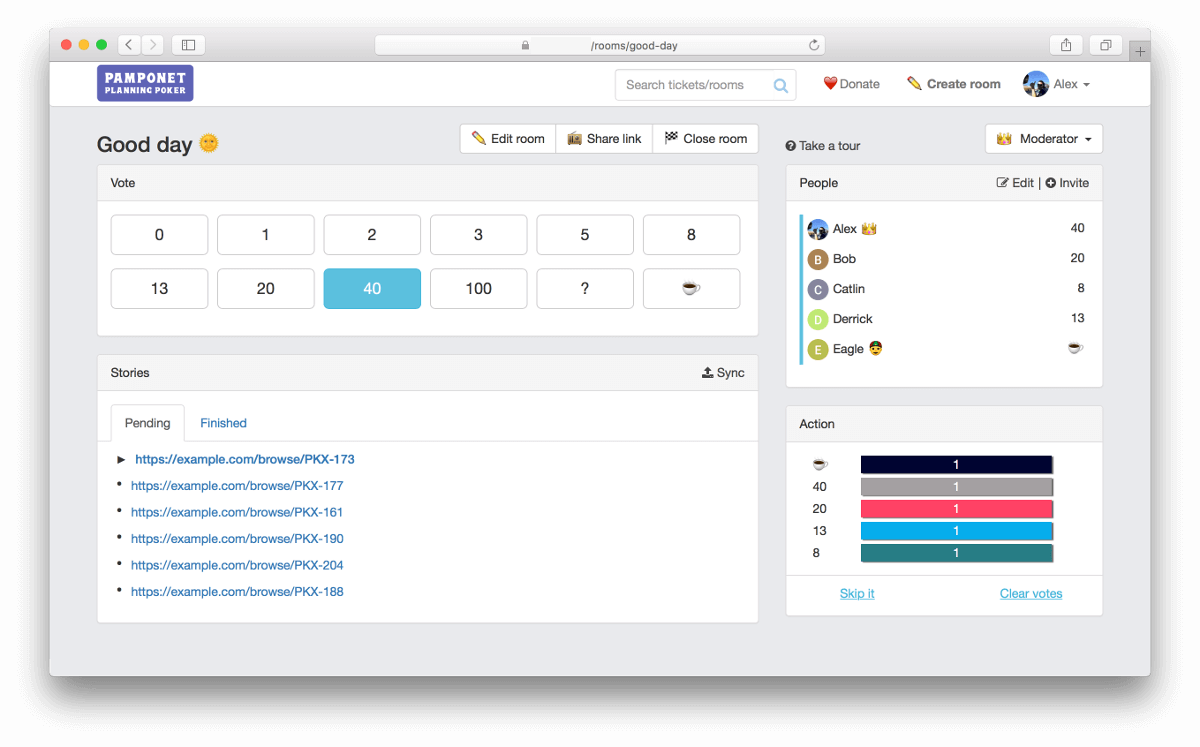 /rooms/good-day
PAMPONET
PLANNING POKER
Search tickets/rooms
Donate
Create room
Alex
Good day
Edit room
Share link
Close room
Take a tour
Moderator
Vote
0 1 2 3 5 8
13 20 40 100 ?
People
Edit | Invite
Alex 40
B Bob 20
C Catlin 8
D Derrick 13
E Eagle
Stories
Sync
Pending
Finished
https://example.com/browse/PKX-173
https://example.com/browse/PKX-177
https://example.com/browse/PKX-161
https://example.com/browse/PKX-190
https://example.com/browse/PKX-204
https://example.com/browse/PKX-188
Action
1
40 1
20 1
13 1
8 1
Skip it
Clear votes